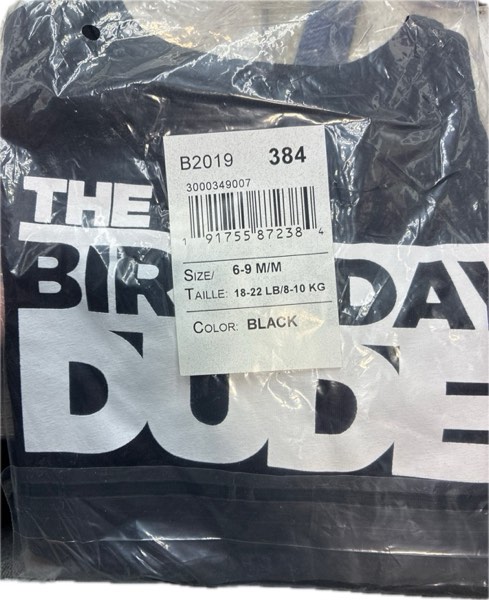 B2019 384
3000349007
1 91755 87238 4
SIZE/ 6-9 M/M
TAILLE: 18-22 LB/8-10 KG
COLOR: BLACK
THE
BIR DAY
DUDE